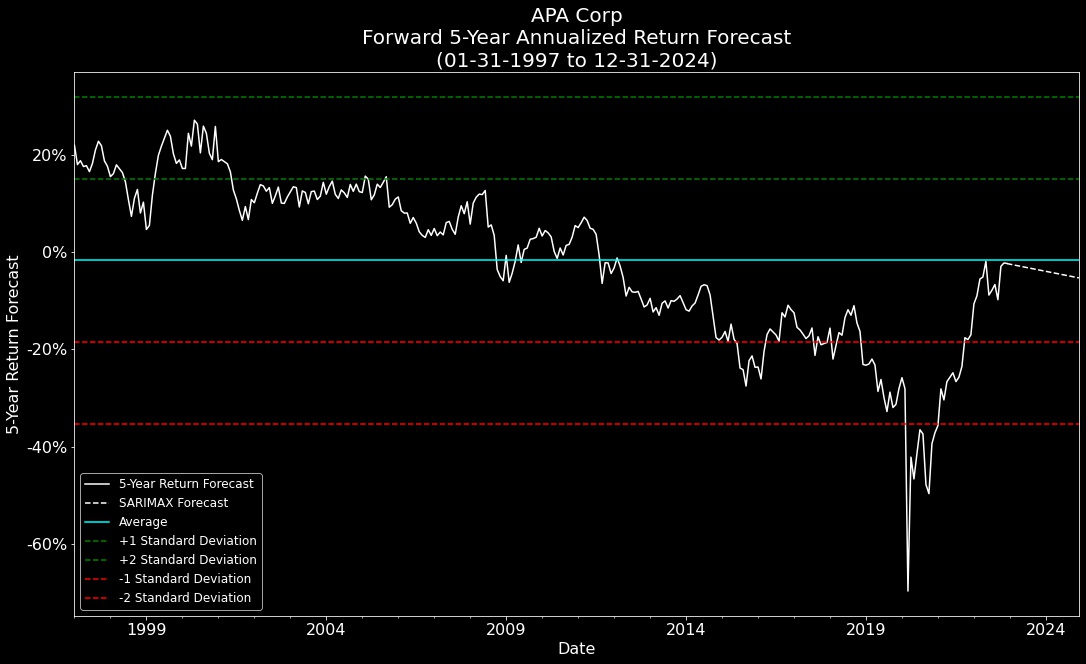 APA Corp
Forward 5-Year Annualized Return Forecast
(01-31-1997 to 12-31-2024)
5-Year Return Forecast
20%
0%
-20%
-40%
-60%
5-Year Return Forecast
SARIMAX Forecast
Average
+1 Standard Deviation
+2 Standard Deviation
-1 Standard Deviation
-2 Standard Deviation
1999
2004
2009
2014
2019
2024
Date